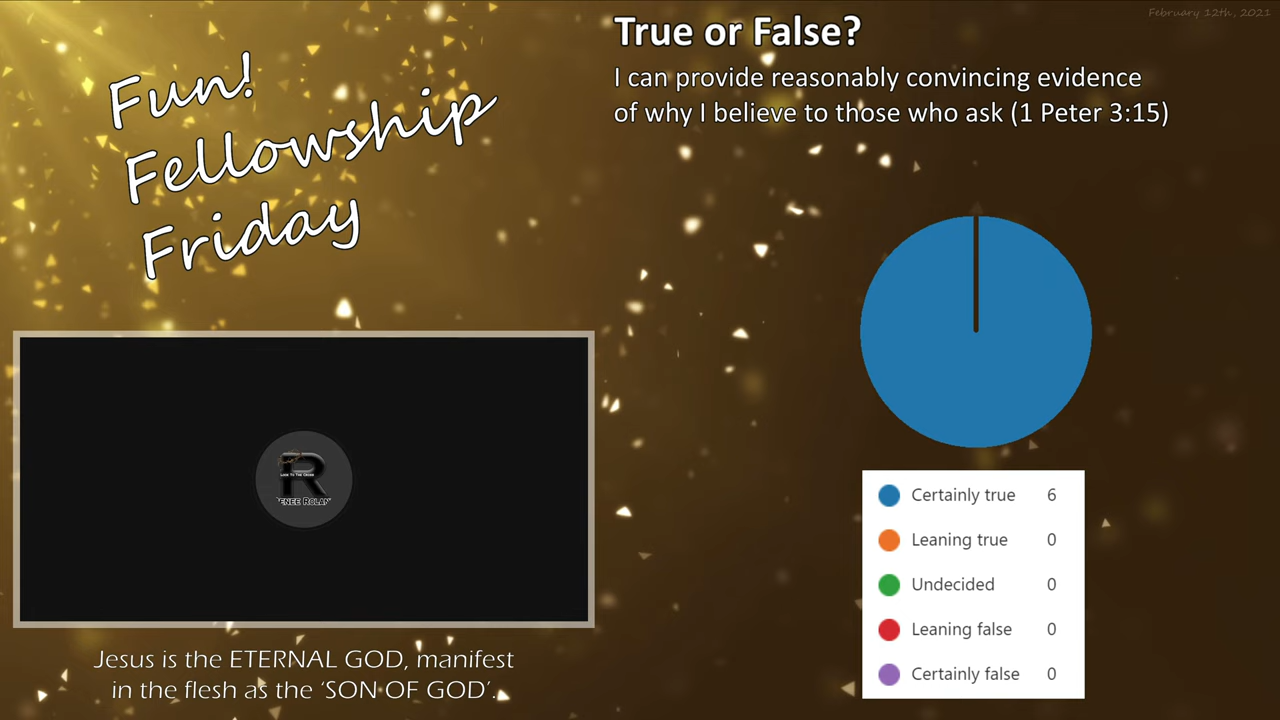 February 12th, 2021
Fun!
Fellowship
Friday
True or False?
I can provide reasonably convincing evidence
of why I believe to those who ask (1 Peter 3:15)
R
Certainly true 6
Leaning true 0
Undecided 0
Leaning false 0
Certainly false 0
Jesus is the ETERNAL GOD, manifest
in the flesh as the ‘SON OF GOD’.